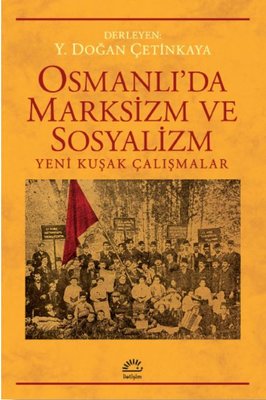 DERLEYEN:
Y. DOĞAN ÇETİNKAYA
OSMANLI'DA
MARKSİZM VE
SOSYALİZM
YENİ KUŞAK ÇALIŞMALAR
iletişim